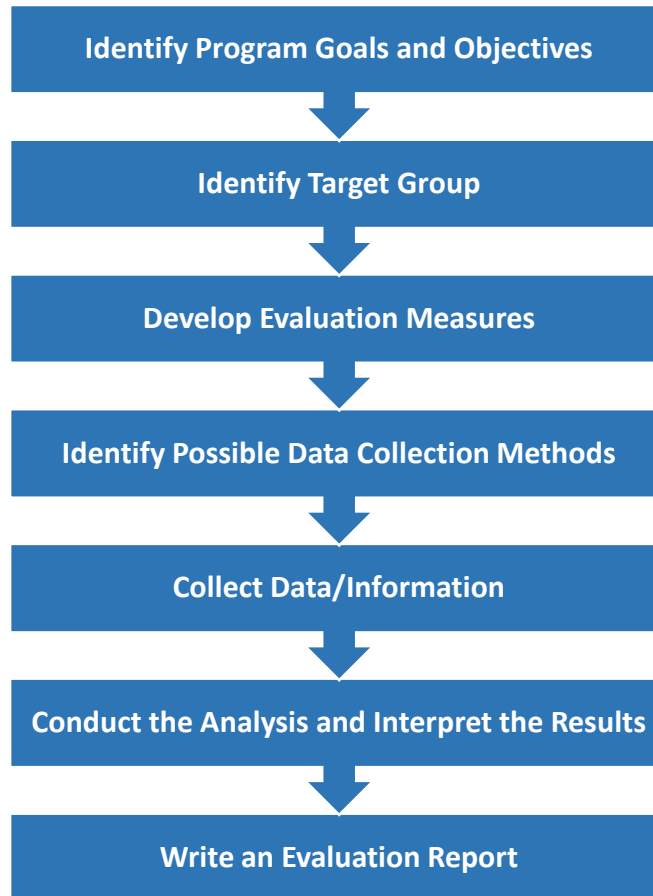 Identify Program Goals and Objectives
Identify Target Group
Develop Evaluation Measures
Identify Possible Data Collection Methods
Collect Data/Information
Conduct the Analysis and Interpret the Results
Write an Evaluation Report